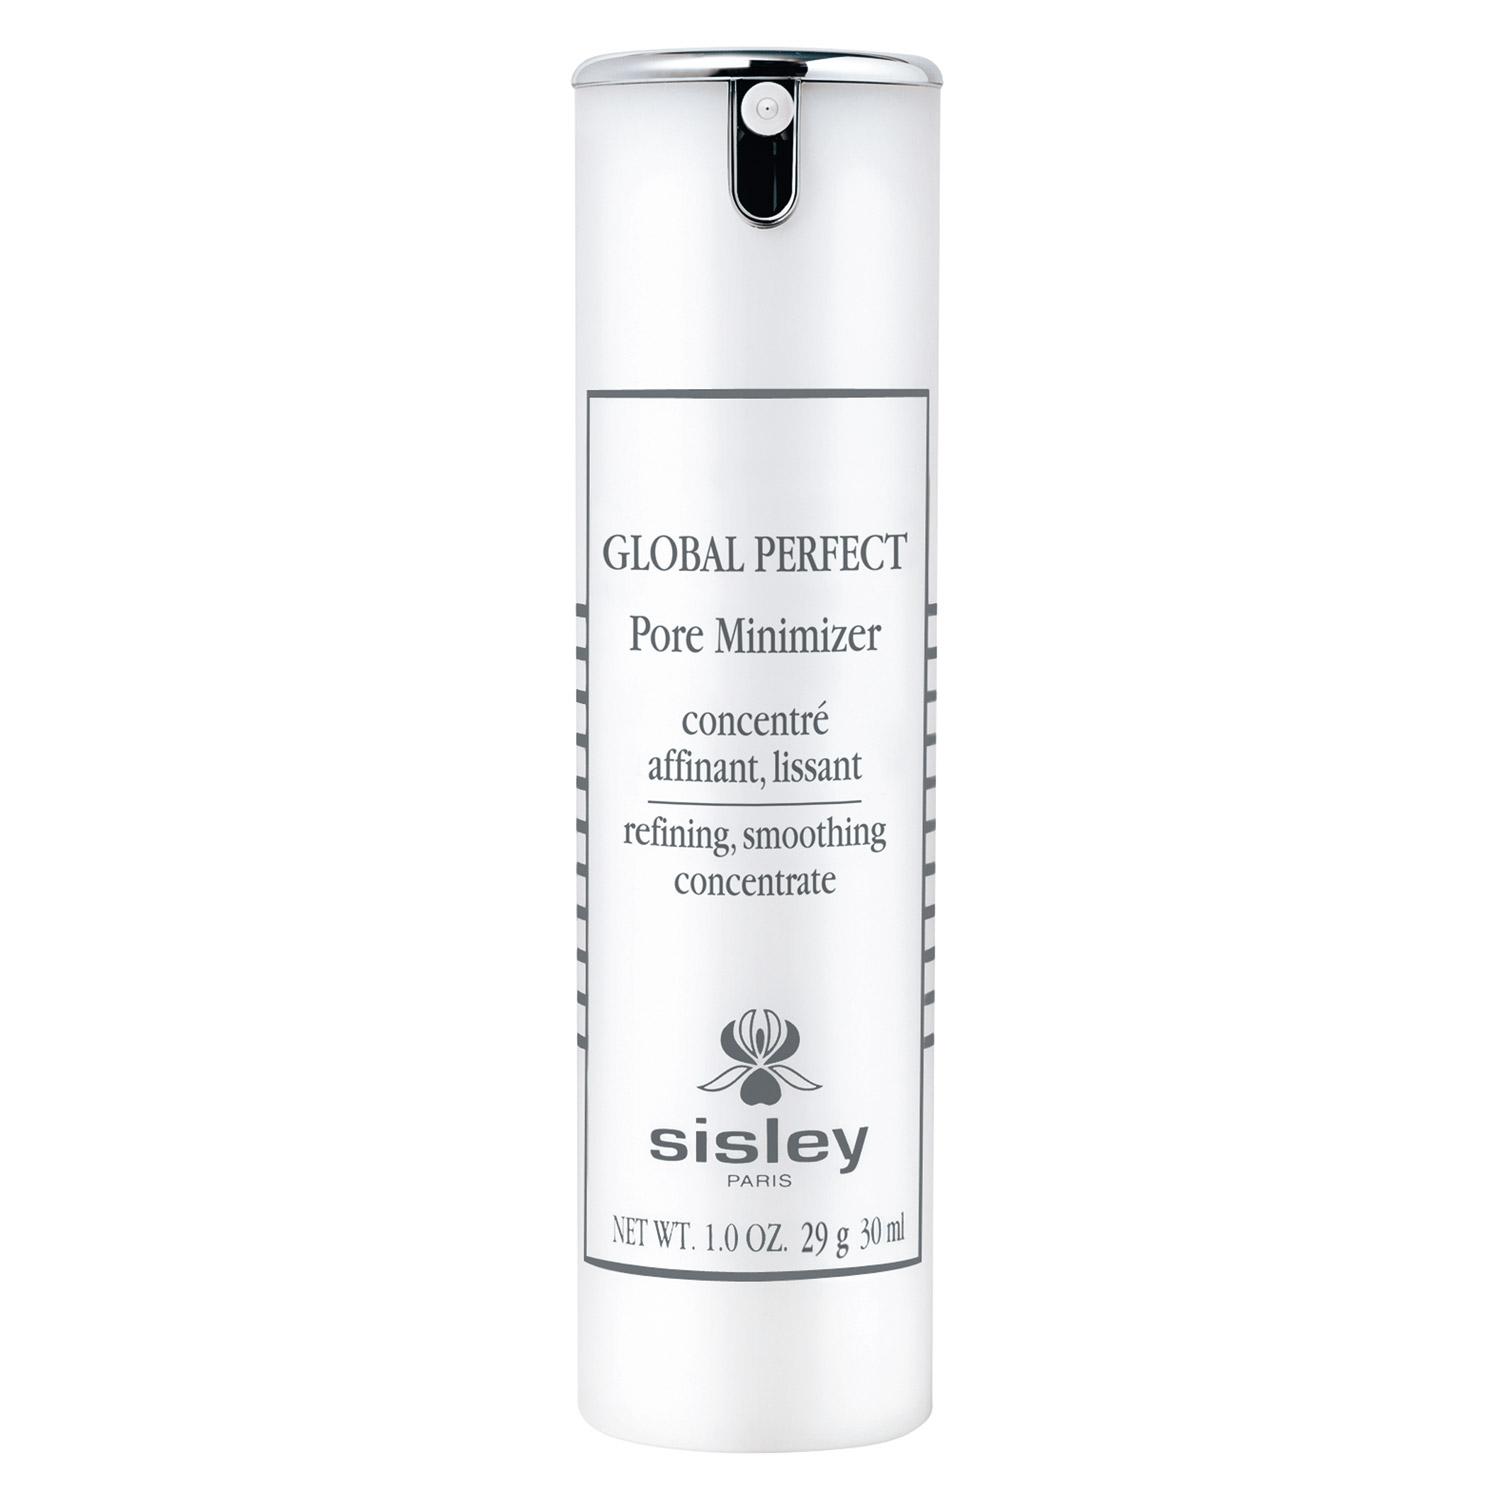 GLOBAL PERFECT
Pore Minimizer
concentré
affinant, lissant
refining, smoothing
concentrate
sisley
PARIS
NET WT. 1.0 OZ. 29 g 30 ml